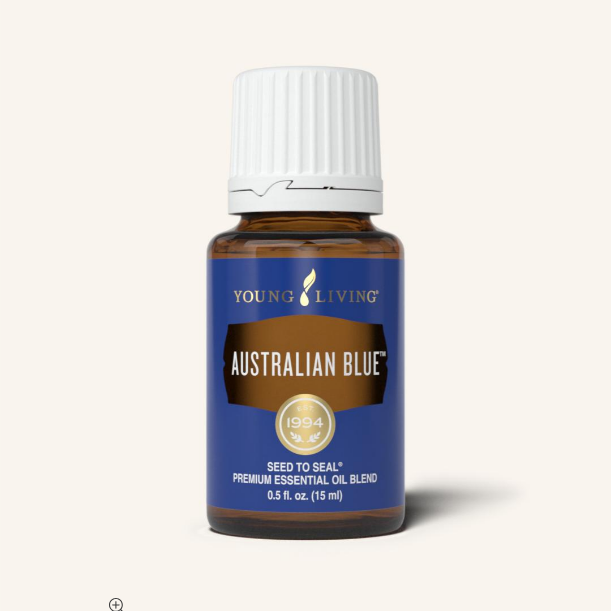 YOUNG LIVING®
AUSTRALIAN BLUE™
1994
SEED TO SEAL®
PREMIUM ESSENTIAL OIL BLEND
0.5 fl. oz. (15 ml)